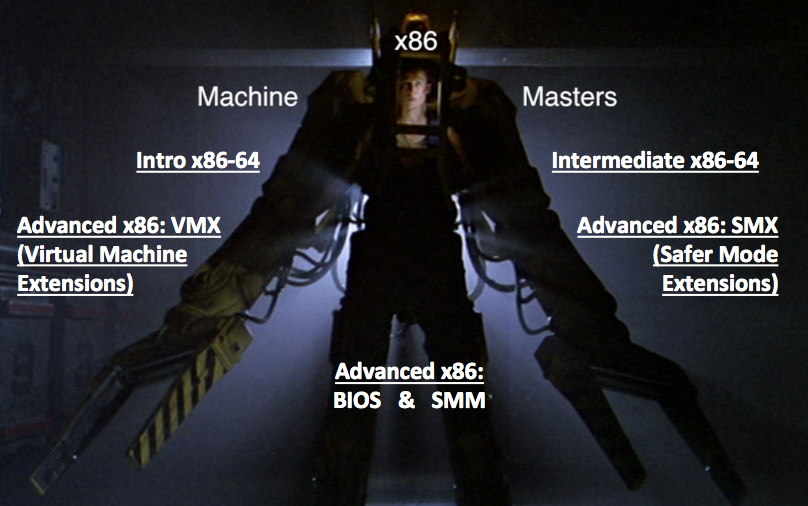 x86
Machine Masters
Intro x86-64
Intermediate x86-64
Advanced x86: VMX
(Virtual Machine
Extensions)
Advanced x86: SMX
(Safer Mode
Extensions)
Advanced x86:
BIOS & SMM